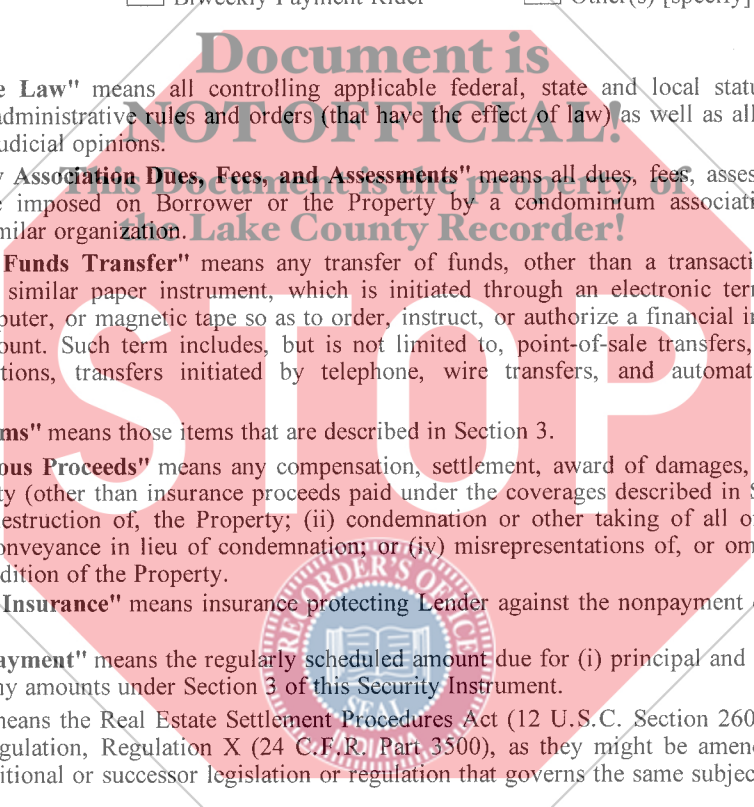 Biweekly Payment Rider Other(s) [specify]
Document is
e Law" means all controlling applicable federal, state and local statu
administrative rules and orders (that have the effect of law) as well as all
NOT OFFICIAL!
udicial opinions.
y Association Dues, Fees, and Assessments" means all dues, fees, asses
This Document is the property of
e imposed on Borrower or the Property by a condominium associati
milar organization.
the Lake County Recorder!
Funds Transfer" means any transfer of funds, other than a transacti
similar paper instrument, which is initiated through an electronic ter
puter, or magnetic tape so as to order, instruct, or authorize a financial in
ount. Such term includes, but is not limited to, point-of-sale transfers,
tions, transfers initiated by telephone, wire transfers, and automat
STOP
ms" means those items that are described in Section 3.
ous Proceeds" means any compensation, settlement, award of damages,
ty (other than insurance proceeds paid under the coverages described in S
estruction of, the Property; (ii) condemnation or other taking of all o
onveyance in lieu of condemnation; or (iv) misrepresentations of, or om
dition of the Property.
Insurance" means insurance protecting Lender against the nonpayment
RECORDER'S OFFICE
ayment" means the regularly scheduled amount due for (i) principal and
ny amounts under Section 3 of this Security Instrument.
SEAL
means the Real Estate Settlement Procedures Act (12 U.S.C. Section 260
egulation, Regulation X (24 C.F.R. Part 3500), as they might be amen
itional or successor legislation or regulation that governs the same subjec